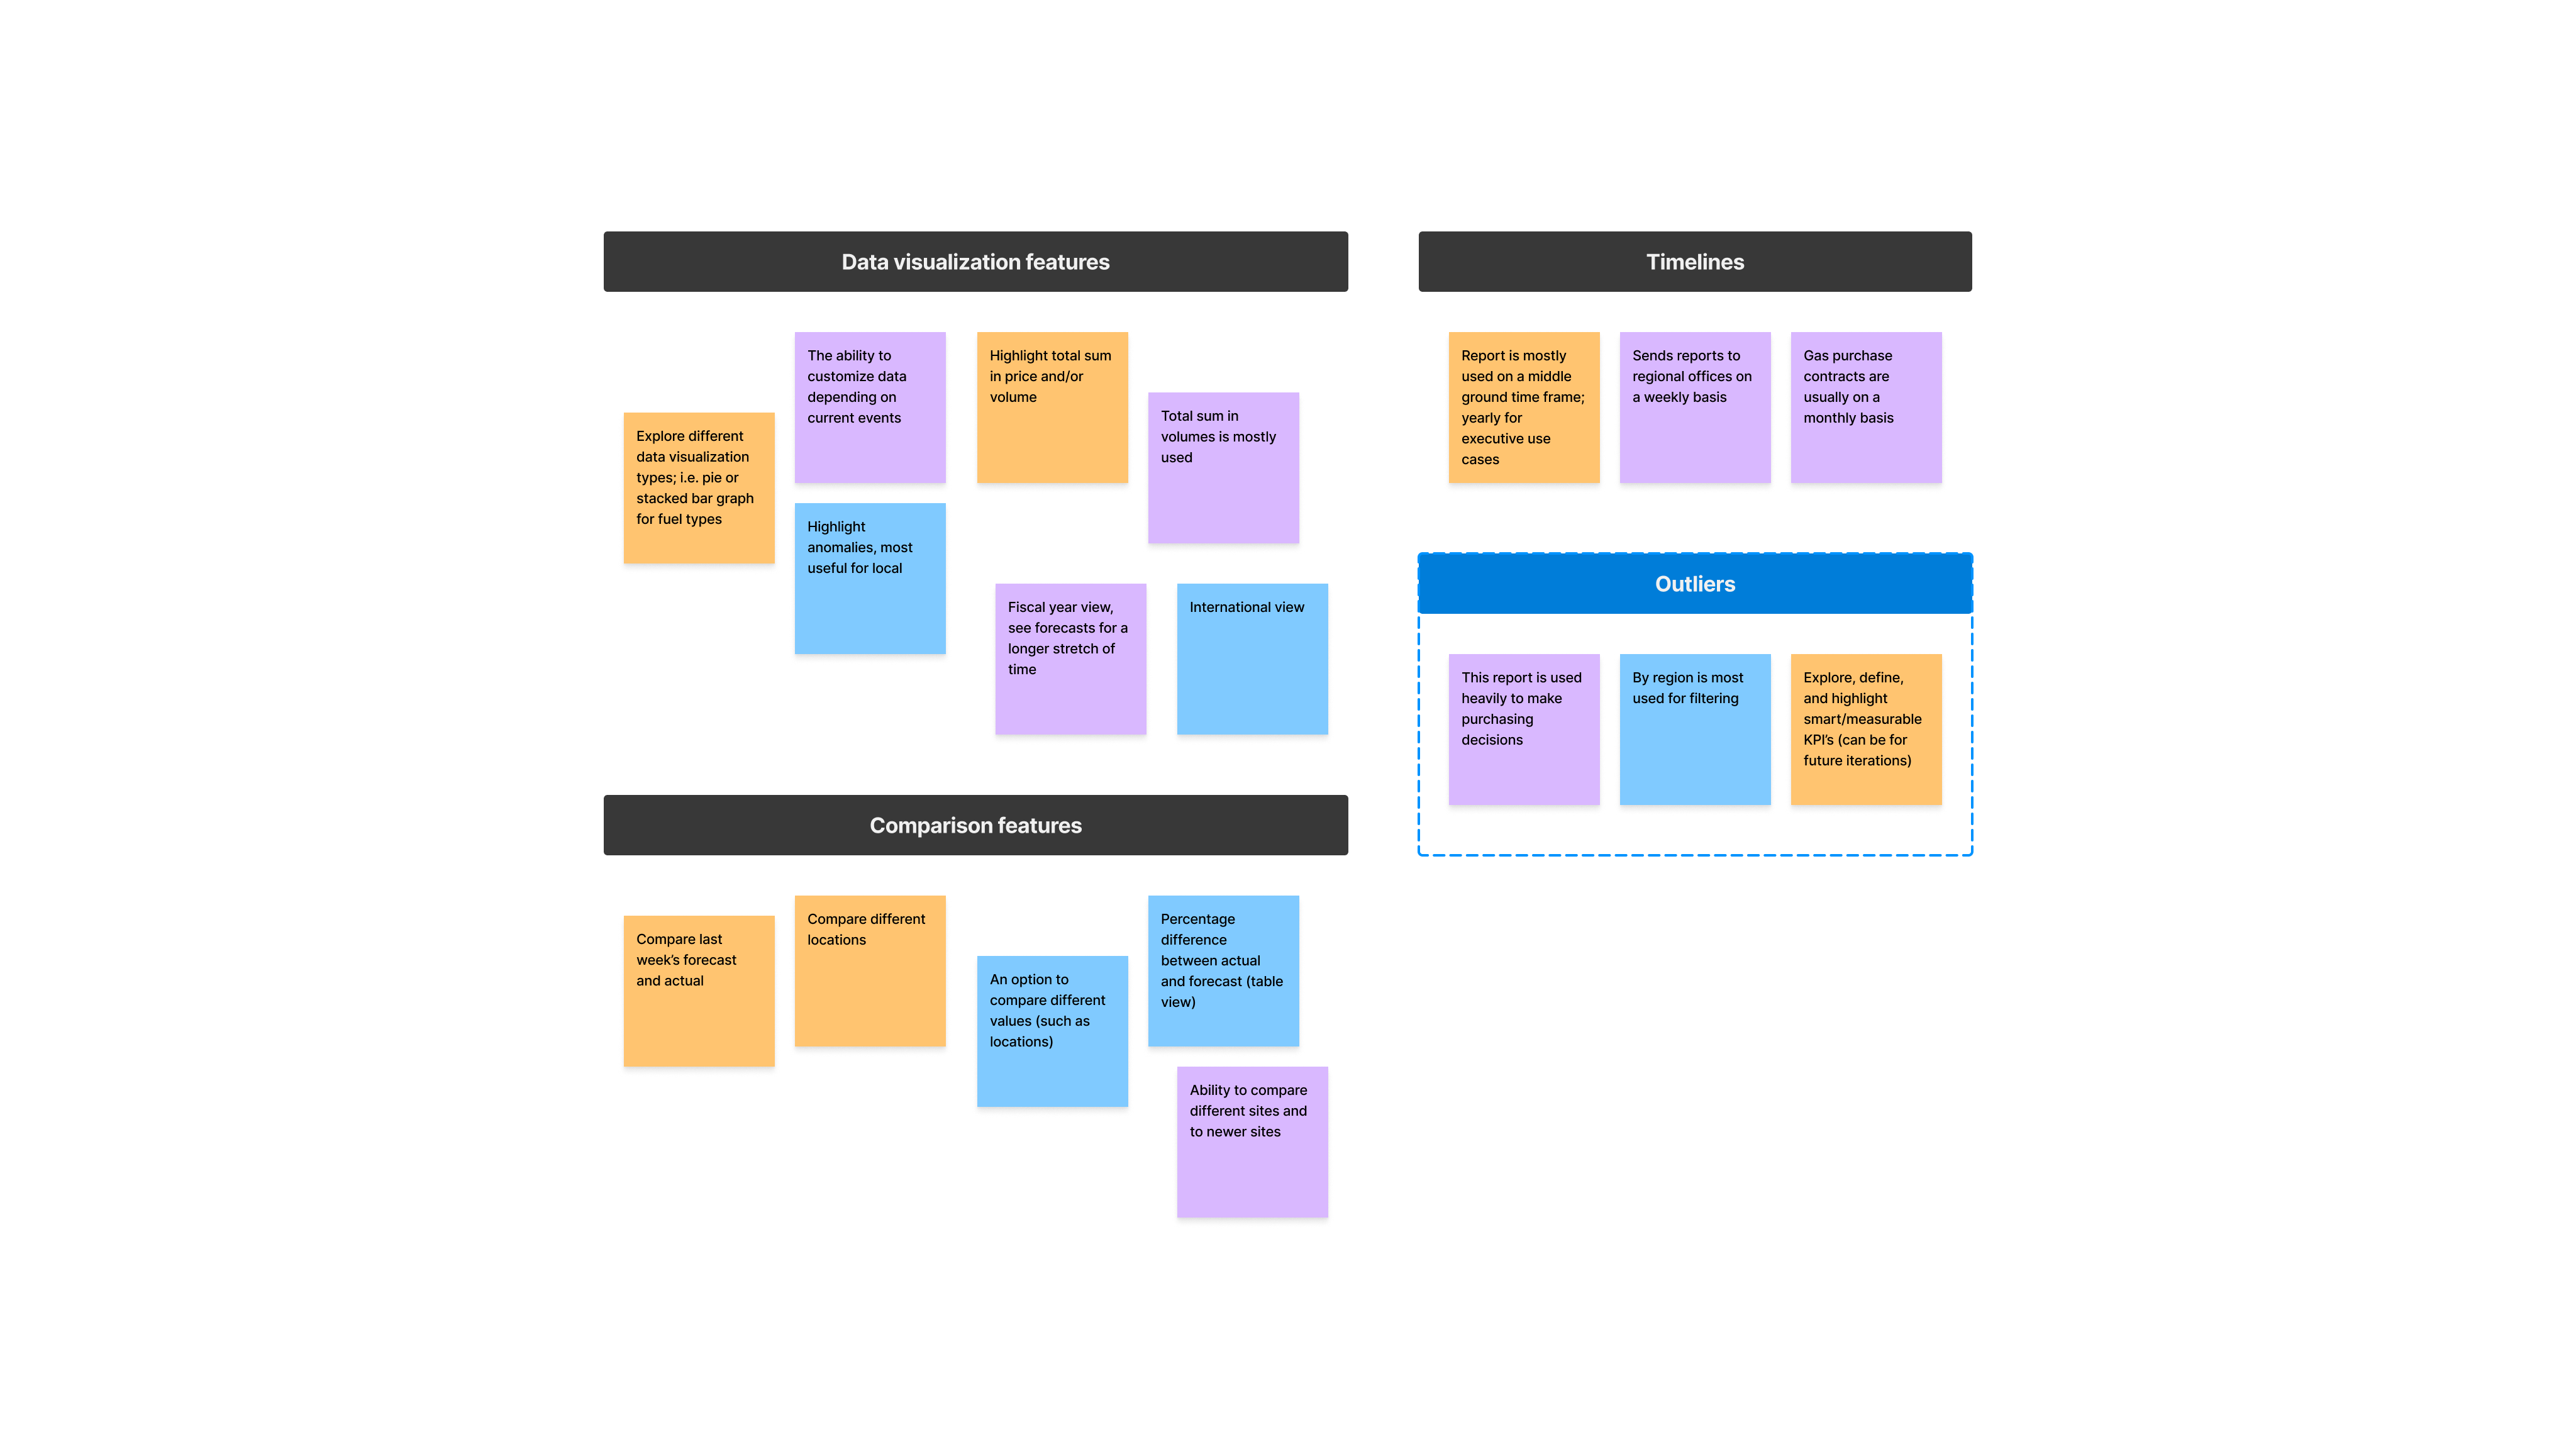 Data visualization features
The ability to
customize data
depending on
current events
Highlight total sum
in price and/or
volume
Total sum in
volumes is mostly
used
Explore different
data visualization
types; i.e. pie or
stacked bar graph
for fuel types
Highlight
anomalies, most
useful for local
Fiscal year view,
see forecasts for a
longer stretch of
time
International view
Comparison features
Compare last
week’s forecast
and actual
Compare different
locations
An option to
compare different
values (such as
locations)
Percentage
difference
between actual
and forecast (table
view)
Ability to compare
different sites and
to newer sites
Timelines
Report is mostly
used on a middle
ground time frame;
yearly for
executive use
cases
Sends reports to
regional offices on
a weekly basis
Gas purchase
contracts are
usually on a
monthly basis
Outliers
This report is used
heavily to make
purchasing
decisions
By region is most
used for filtering
Explore, define,
and highlight
smart/measurable
KPI’s (can be for
future iterations)